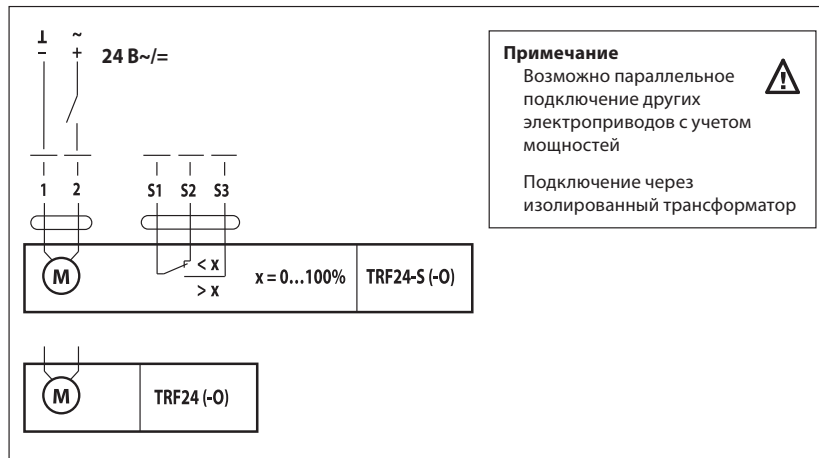 ⊥ ~
– +
24 В~/=
1 2 S1 S2 S3
M
< x
> x
x = 0...100%
TRF24-S (-O)
M
TRF24 (-O)
Примечание
Возможно параллельное
подключение других
электроприводов с учетом
мощностей
Подключение через
изолированный трансформатор